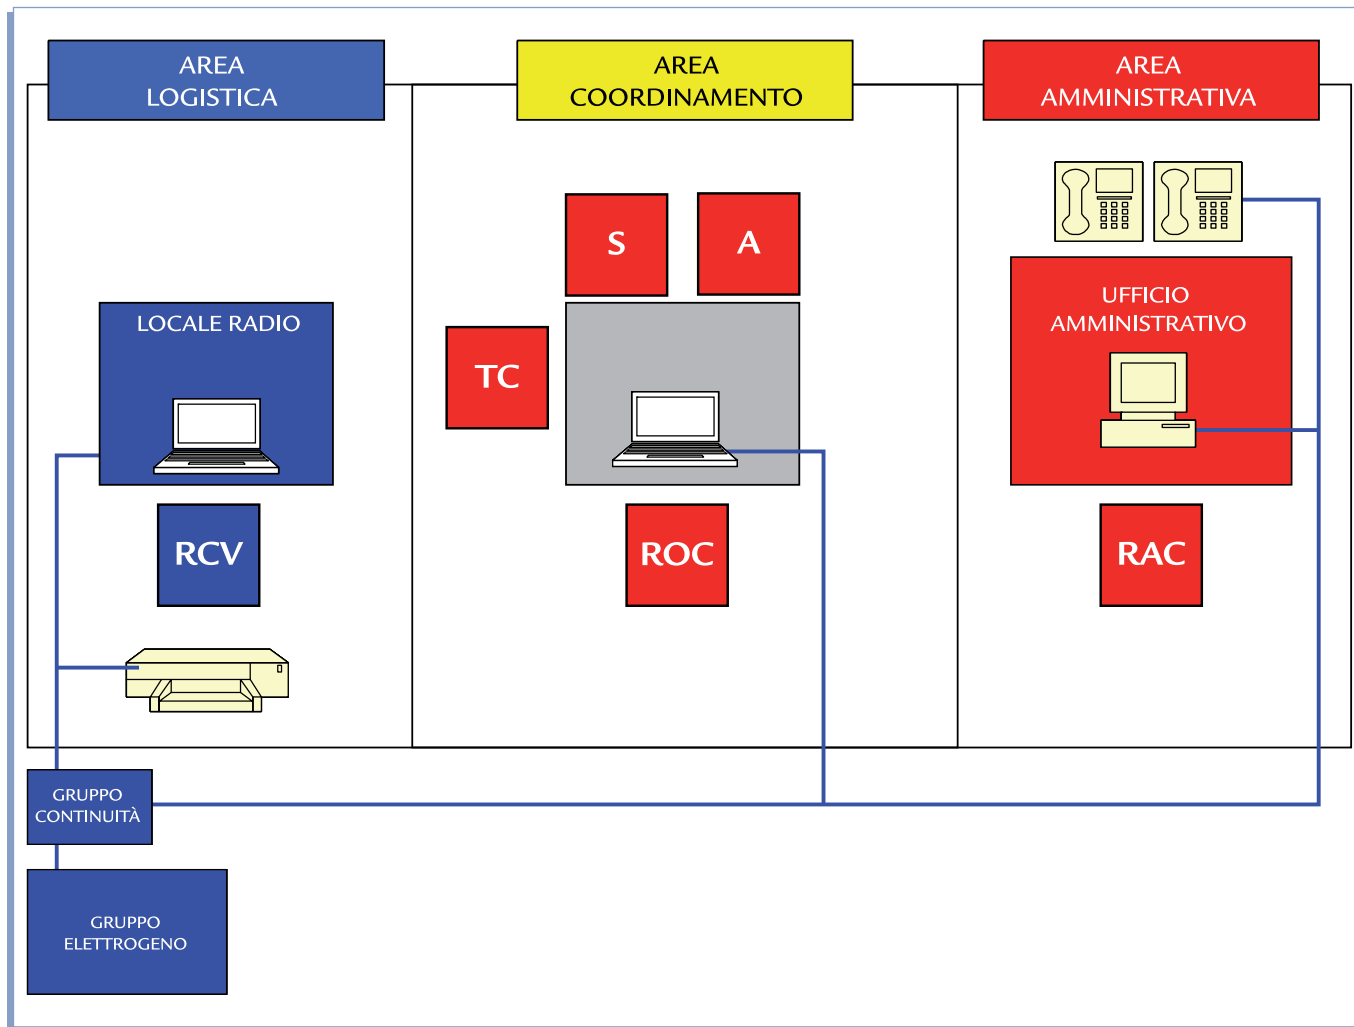 AREA
LOGISTICA
AREA
COORDINAMENTO
AREA
AMMINISTRATIVA
S
A
UFFICIO
AMMINISTRATIVO
LOCALE RADIO
TC
RCV
ROC
RAC
GRUPPO
CONTINUITÀ
GRUPPO
ELETTROGENO